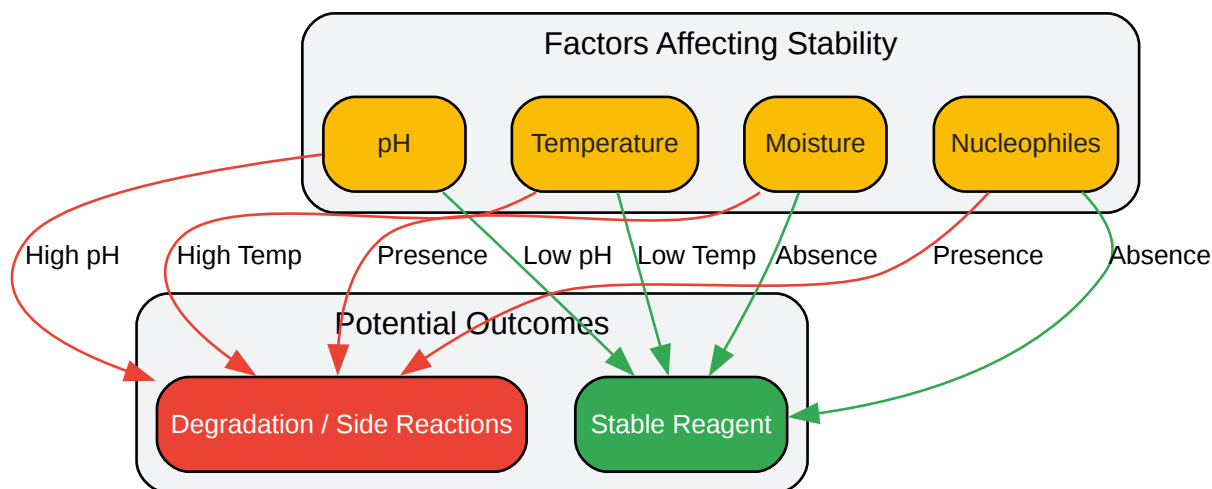 Factors Affecting Stability
pH
Temperature
Moisture
Nucleophiles
High pH
High Temp
Presence
Low pH
Low Temp
Absence
Presence
Absence
Potential Outcomes
Degradation / Side Reactions
Stable Reagent